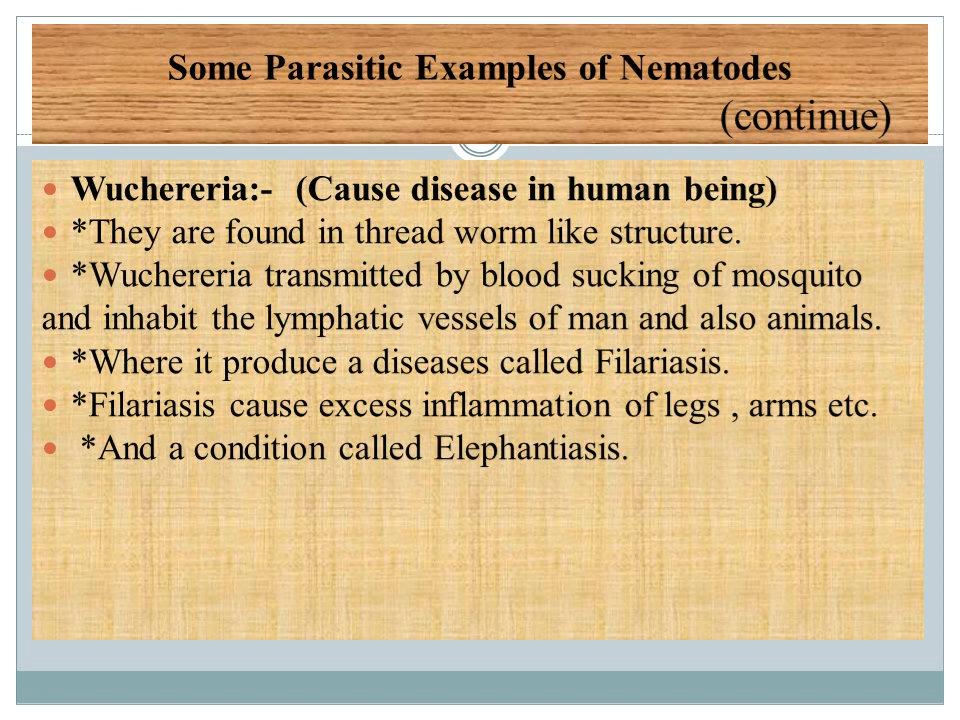 Some Parasitic Examples of Nematodes
(continue)
• Wuchereria:- (Cause disease in human being)
• *They are found in thread worm like structure.
• *Wuchereria transmitted by blood sucking of mosquito
and inhabit the lymphatic vessels of man and also animals.
• *Where it produce a diseases called Filariasis.
• *Filariasis cause excess inflammation of legs , arms etc.
• *And a condition called Elephantiasis.